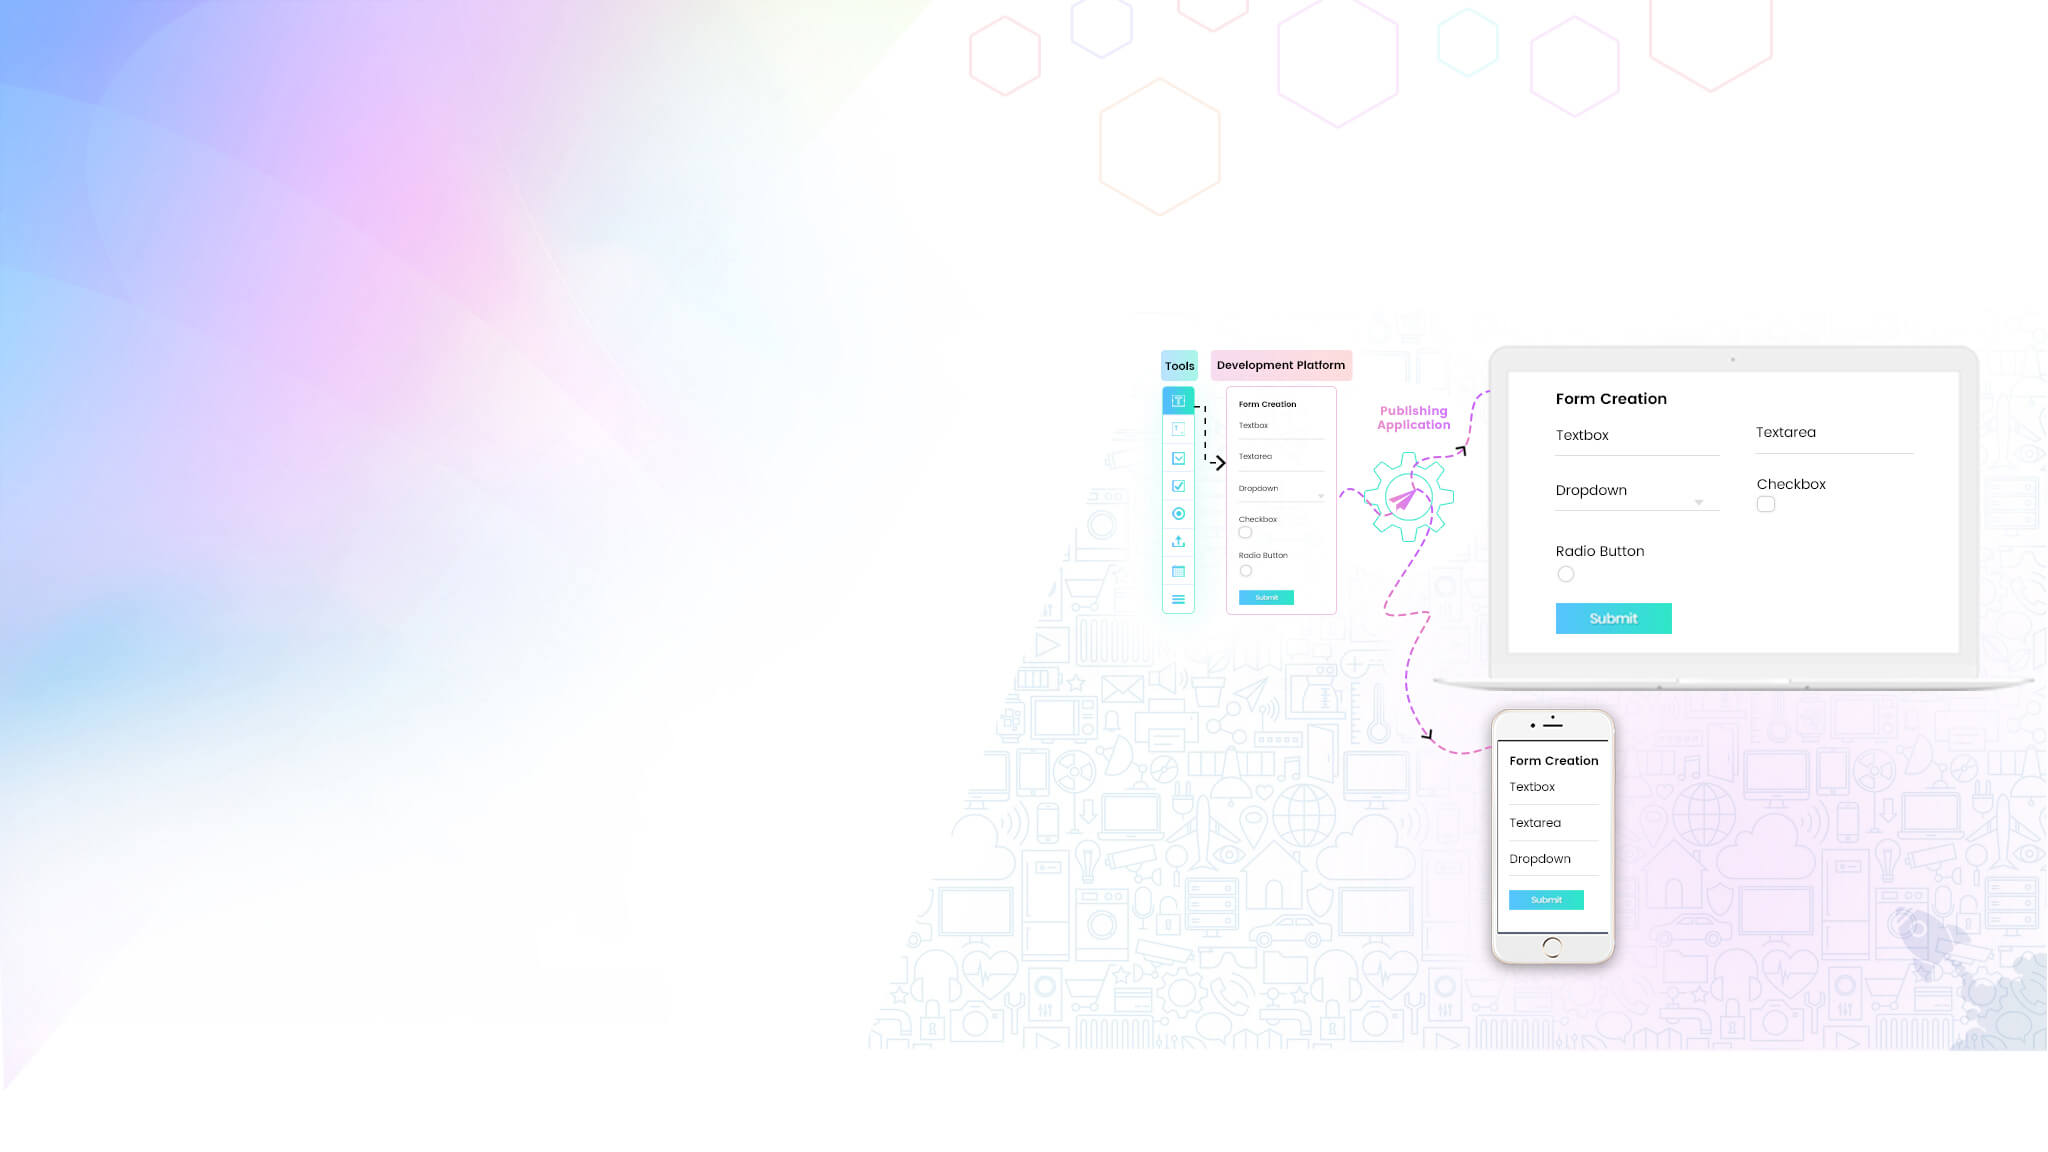 Tools
Development Platform
Form Creation
Textbox
Textarea
Dropdown
Checkbox
Radio Button
Submit
Publishing
Application
Form Creation
Textbox
Textarea
Dropdown
Checkbox
Radio Button
Submit
Form Creation
Textbox
Textarea
Dropdown
Submit